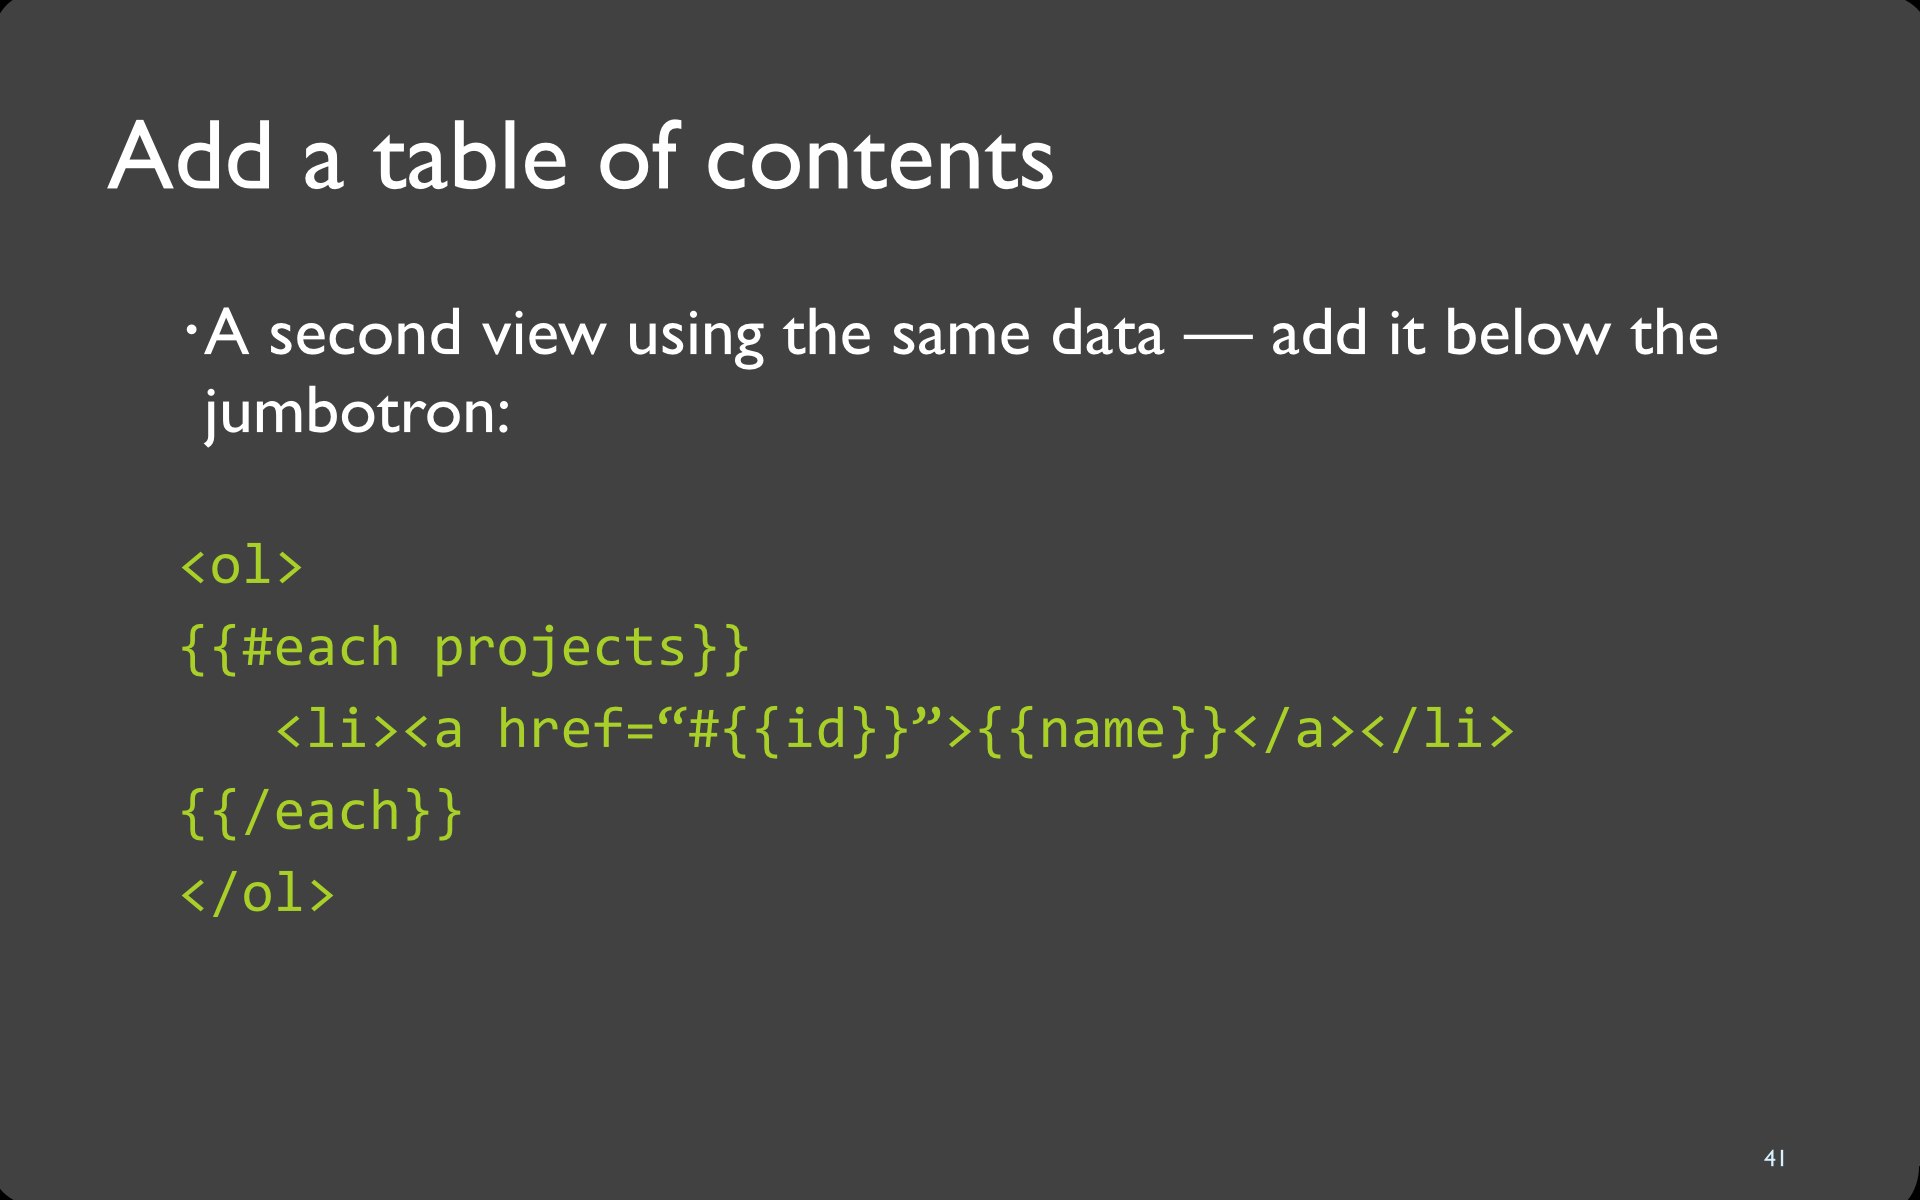 Add a table of contents
• A second view using the same data — add it below the
jumbotron:
<ol>
{{#each projects}}
   <li><a href=“#{{id}}”>{{name}}</a></li>
{{/each}}
</ol>
41